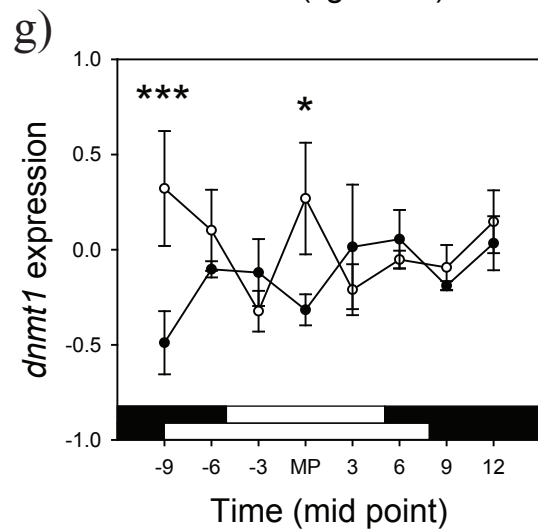 g)
1.0
***
*
0.5
0.0
-0.5
-1.0
dnmt1 expression
-9 -6 -3 MP 3 6 9 12
Time (mid point)